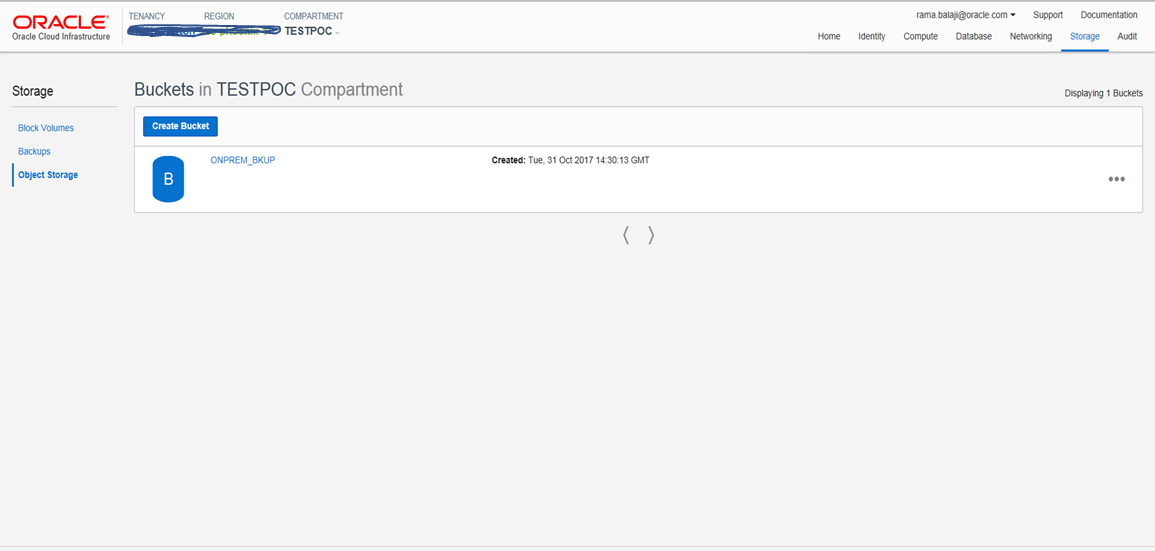 ORACLE
Oracle Cloud Infrastructure
TENANCY REGION COMPARTMENT
TESTPOC
rama.balaji@oracle.com Support Documentation
Home Identity Compute Database Networking Storage Audit
Storage
Block Volumes
Backups
Object Storage
Buckets in TESTPOC Compartment
Displaying 1 Buckets
Create Bucket
B
ONPREM_BKUP
Created: Tue, 31 Oct 2017 14:30:13 GMT